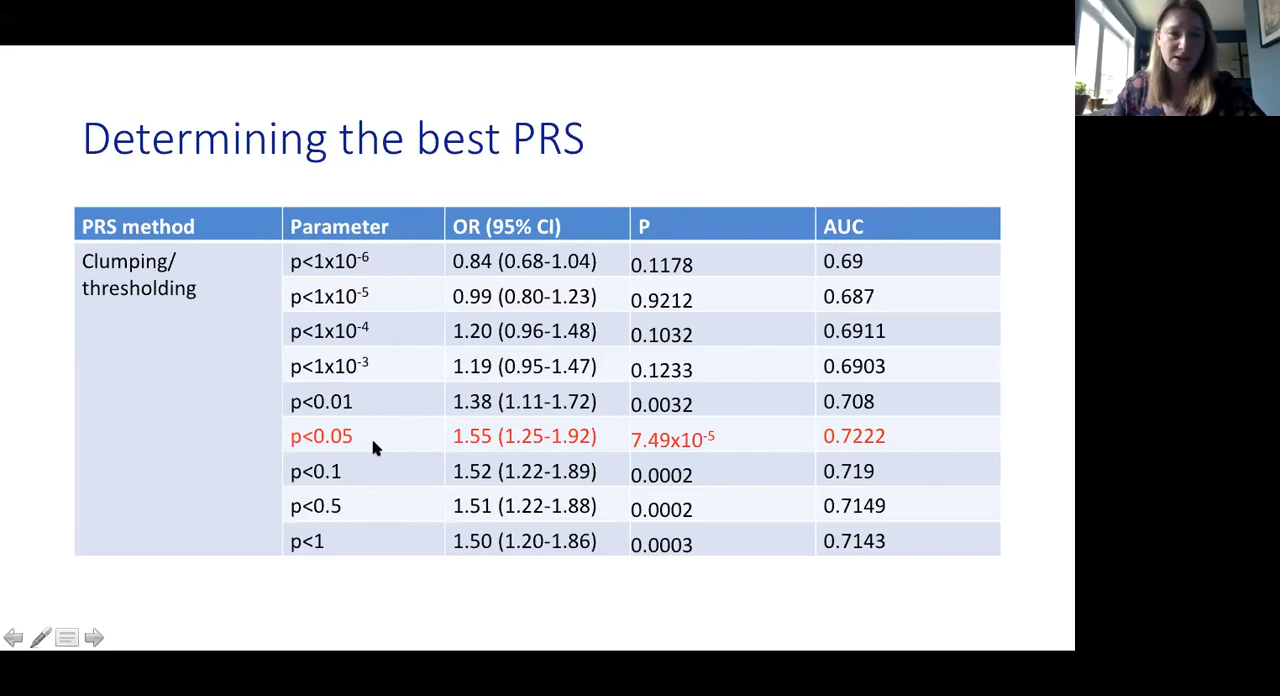 Determining the best PRS
PRS method Parameter OR (95% CI) P AUC
Clumping/
thresholding
p<1x10⁻⁶ 0.84 (0.68-1.04) 0.1178 0.69
p<1x10⁻⁵ 0.99 (0.80-1.23) 0.9212 0.687
p<1x10⁻⁴ 1.20 (0.96-1.48) 0.1032 0.6911
p<1x10⁻³ 1.19 (0.95-1.47) 0.1233 0.6903
p<0.01 1.38 (1.11-1.72) 0.0032 0.708
p<0.05 1.55 (1.25-1.92) 7.49x10⁻⁵ 0.7222
p<0.1 1.52 (1.22-1.89) 0.0002 0.719
p<0.5 1.51 (1.22-1.88) 0.0002 0.7149
p<1 1.50 (1.20-1.86) 0.0003 0.7143